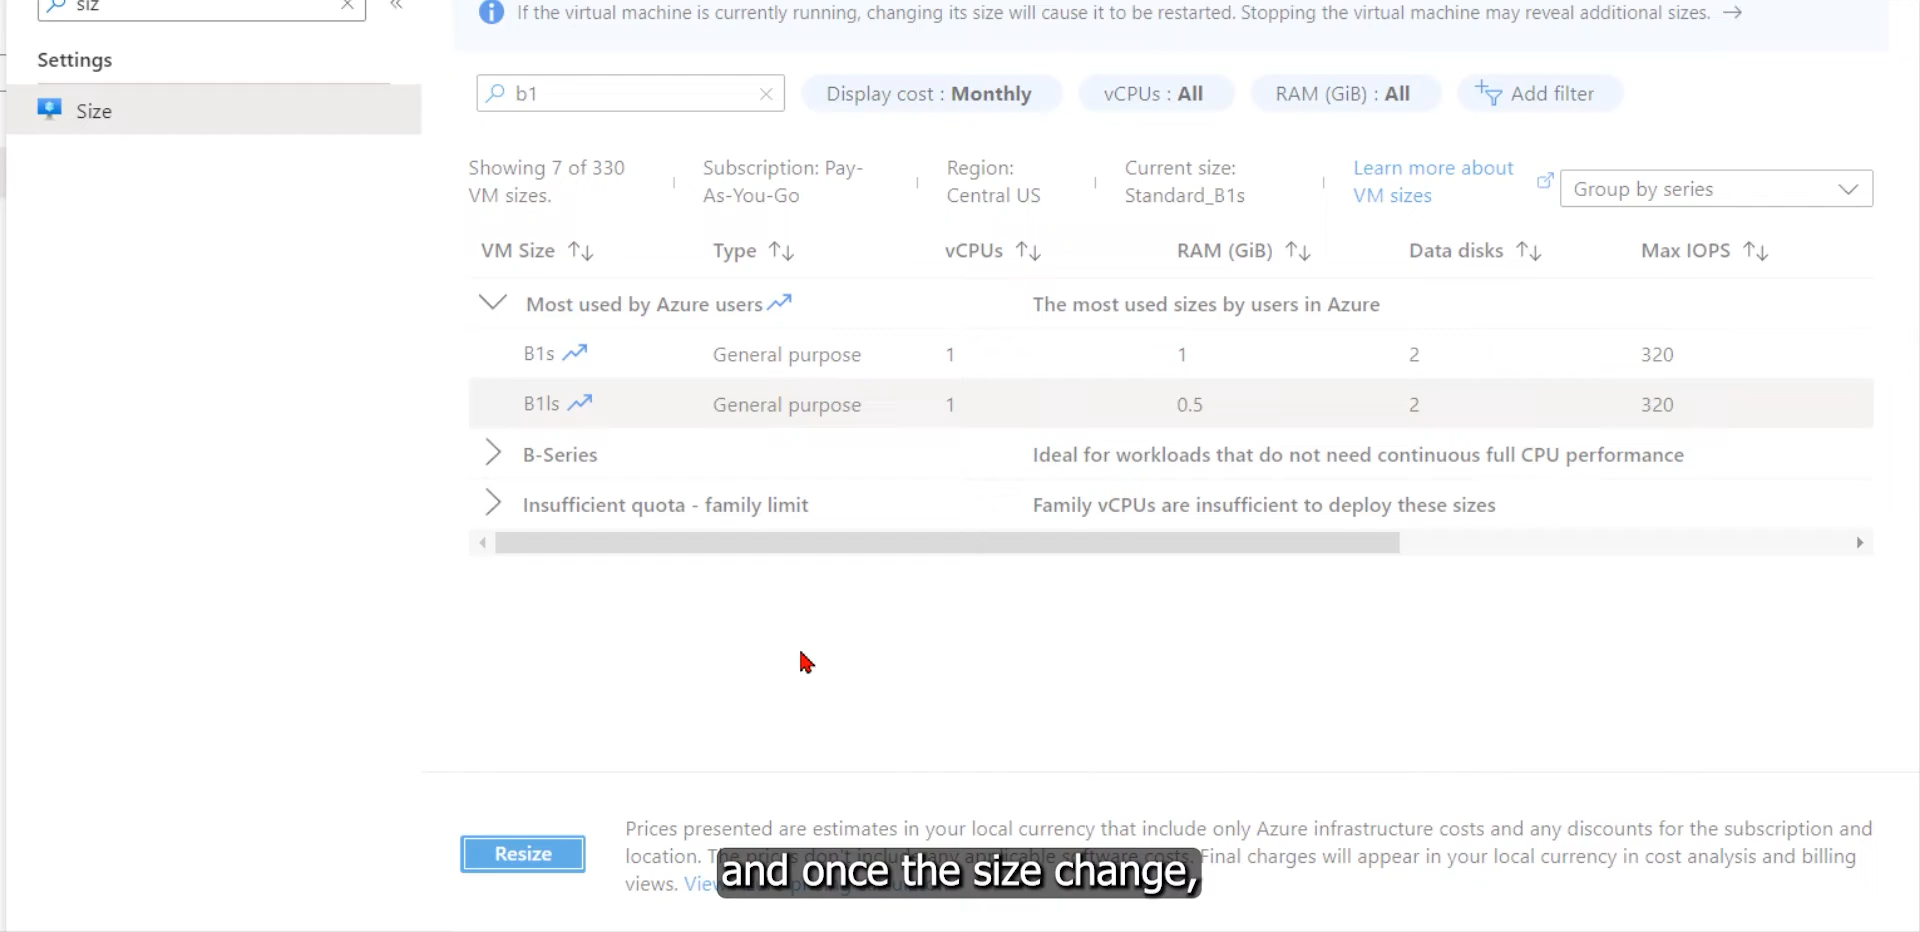 siz
If the virtual machine is currently running, changing its size will cause it to be restarted. Stopping the virtual machine may reveal additional sizes. →
Settings
Size
b1
Display cost : Monthly
vCPUs : All
RAM (GiB) : All
Add filter
Showing 7 of 330
VM sizes.
Subscription: Pay-
As-You-Go
Region:
Central US
Current size:
Standard_B1s
Learn more about
VM sizes
Group by series
VM Size ↑↓ Type ↑↓ vCPUs ↑↓ RAM (GiB) ↑↓ Data disks ↑↓ Max IOPS ↑↓
Most used by Azure users The most used sizes by users in Azure
B1s General purpose 1 1 2 320
B1ls General purpose 1 0.5 2 320
B-Series Ideal for workloads that do not need continuous full CPU performance
Insufficient quota - family limit Family vCPUs are insufficient to deploy these sizes
Resize
Prices presented are estimates in your local currency that include only Azure infrastructure costs and any discounts for the subscription and
location. The prices don't include any applicable software costs. Final charges will appear in your local currency in cost analysis and billing
views.
and once the size change,